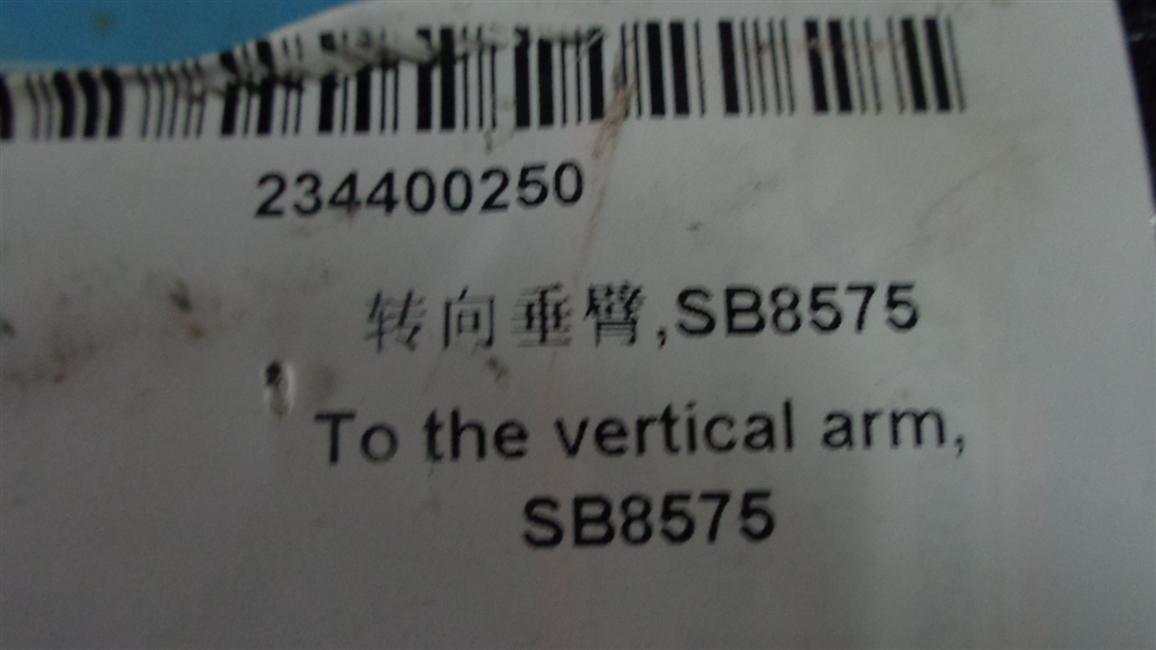 234400250
转向垂臂,SB8575
To the vertical arm,
SB8575